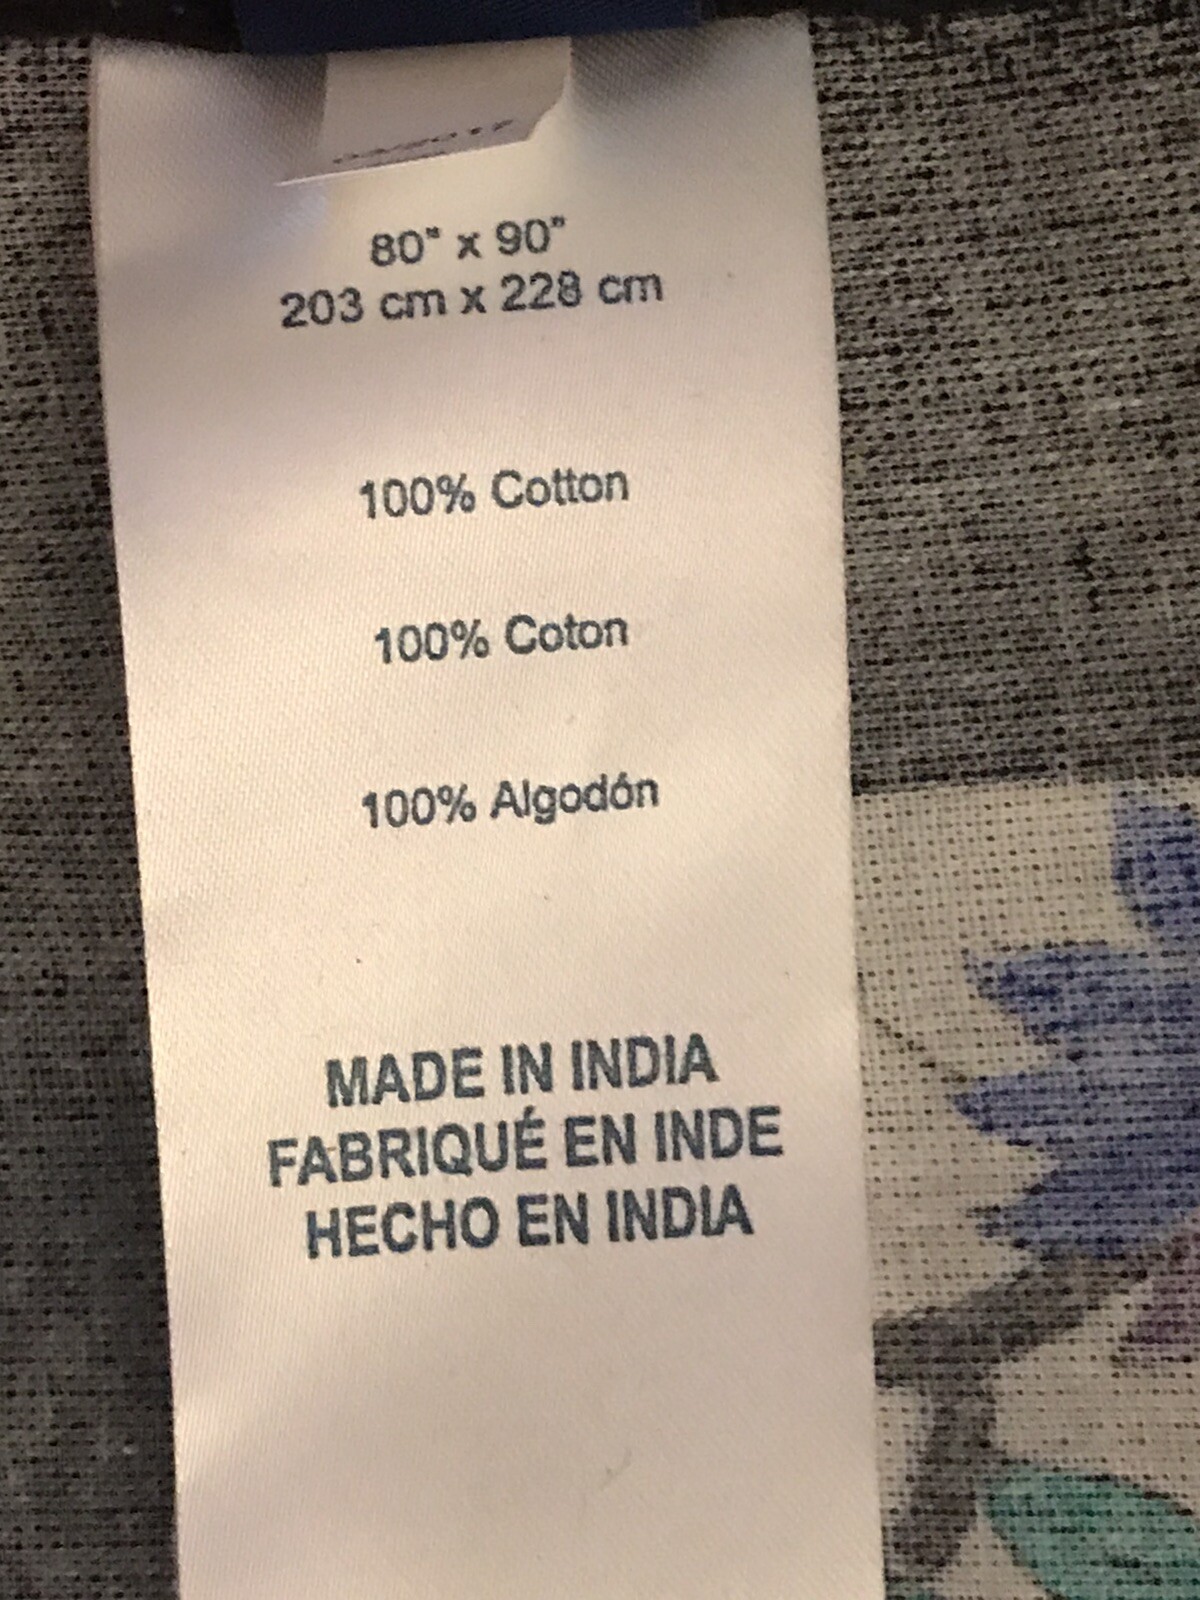 80" x 90"
203 cm x 228 cm
100% Cotton
100% Coton
100% Algodón
MADE IN INDIA
FABRIQUÉ EN INDE
HECHO EN INDIA